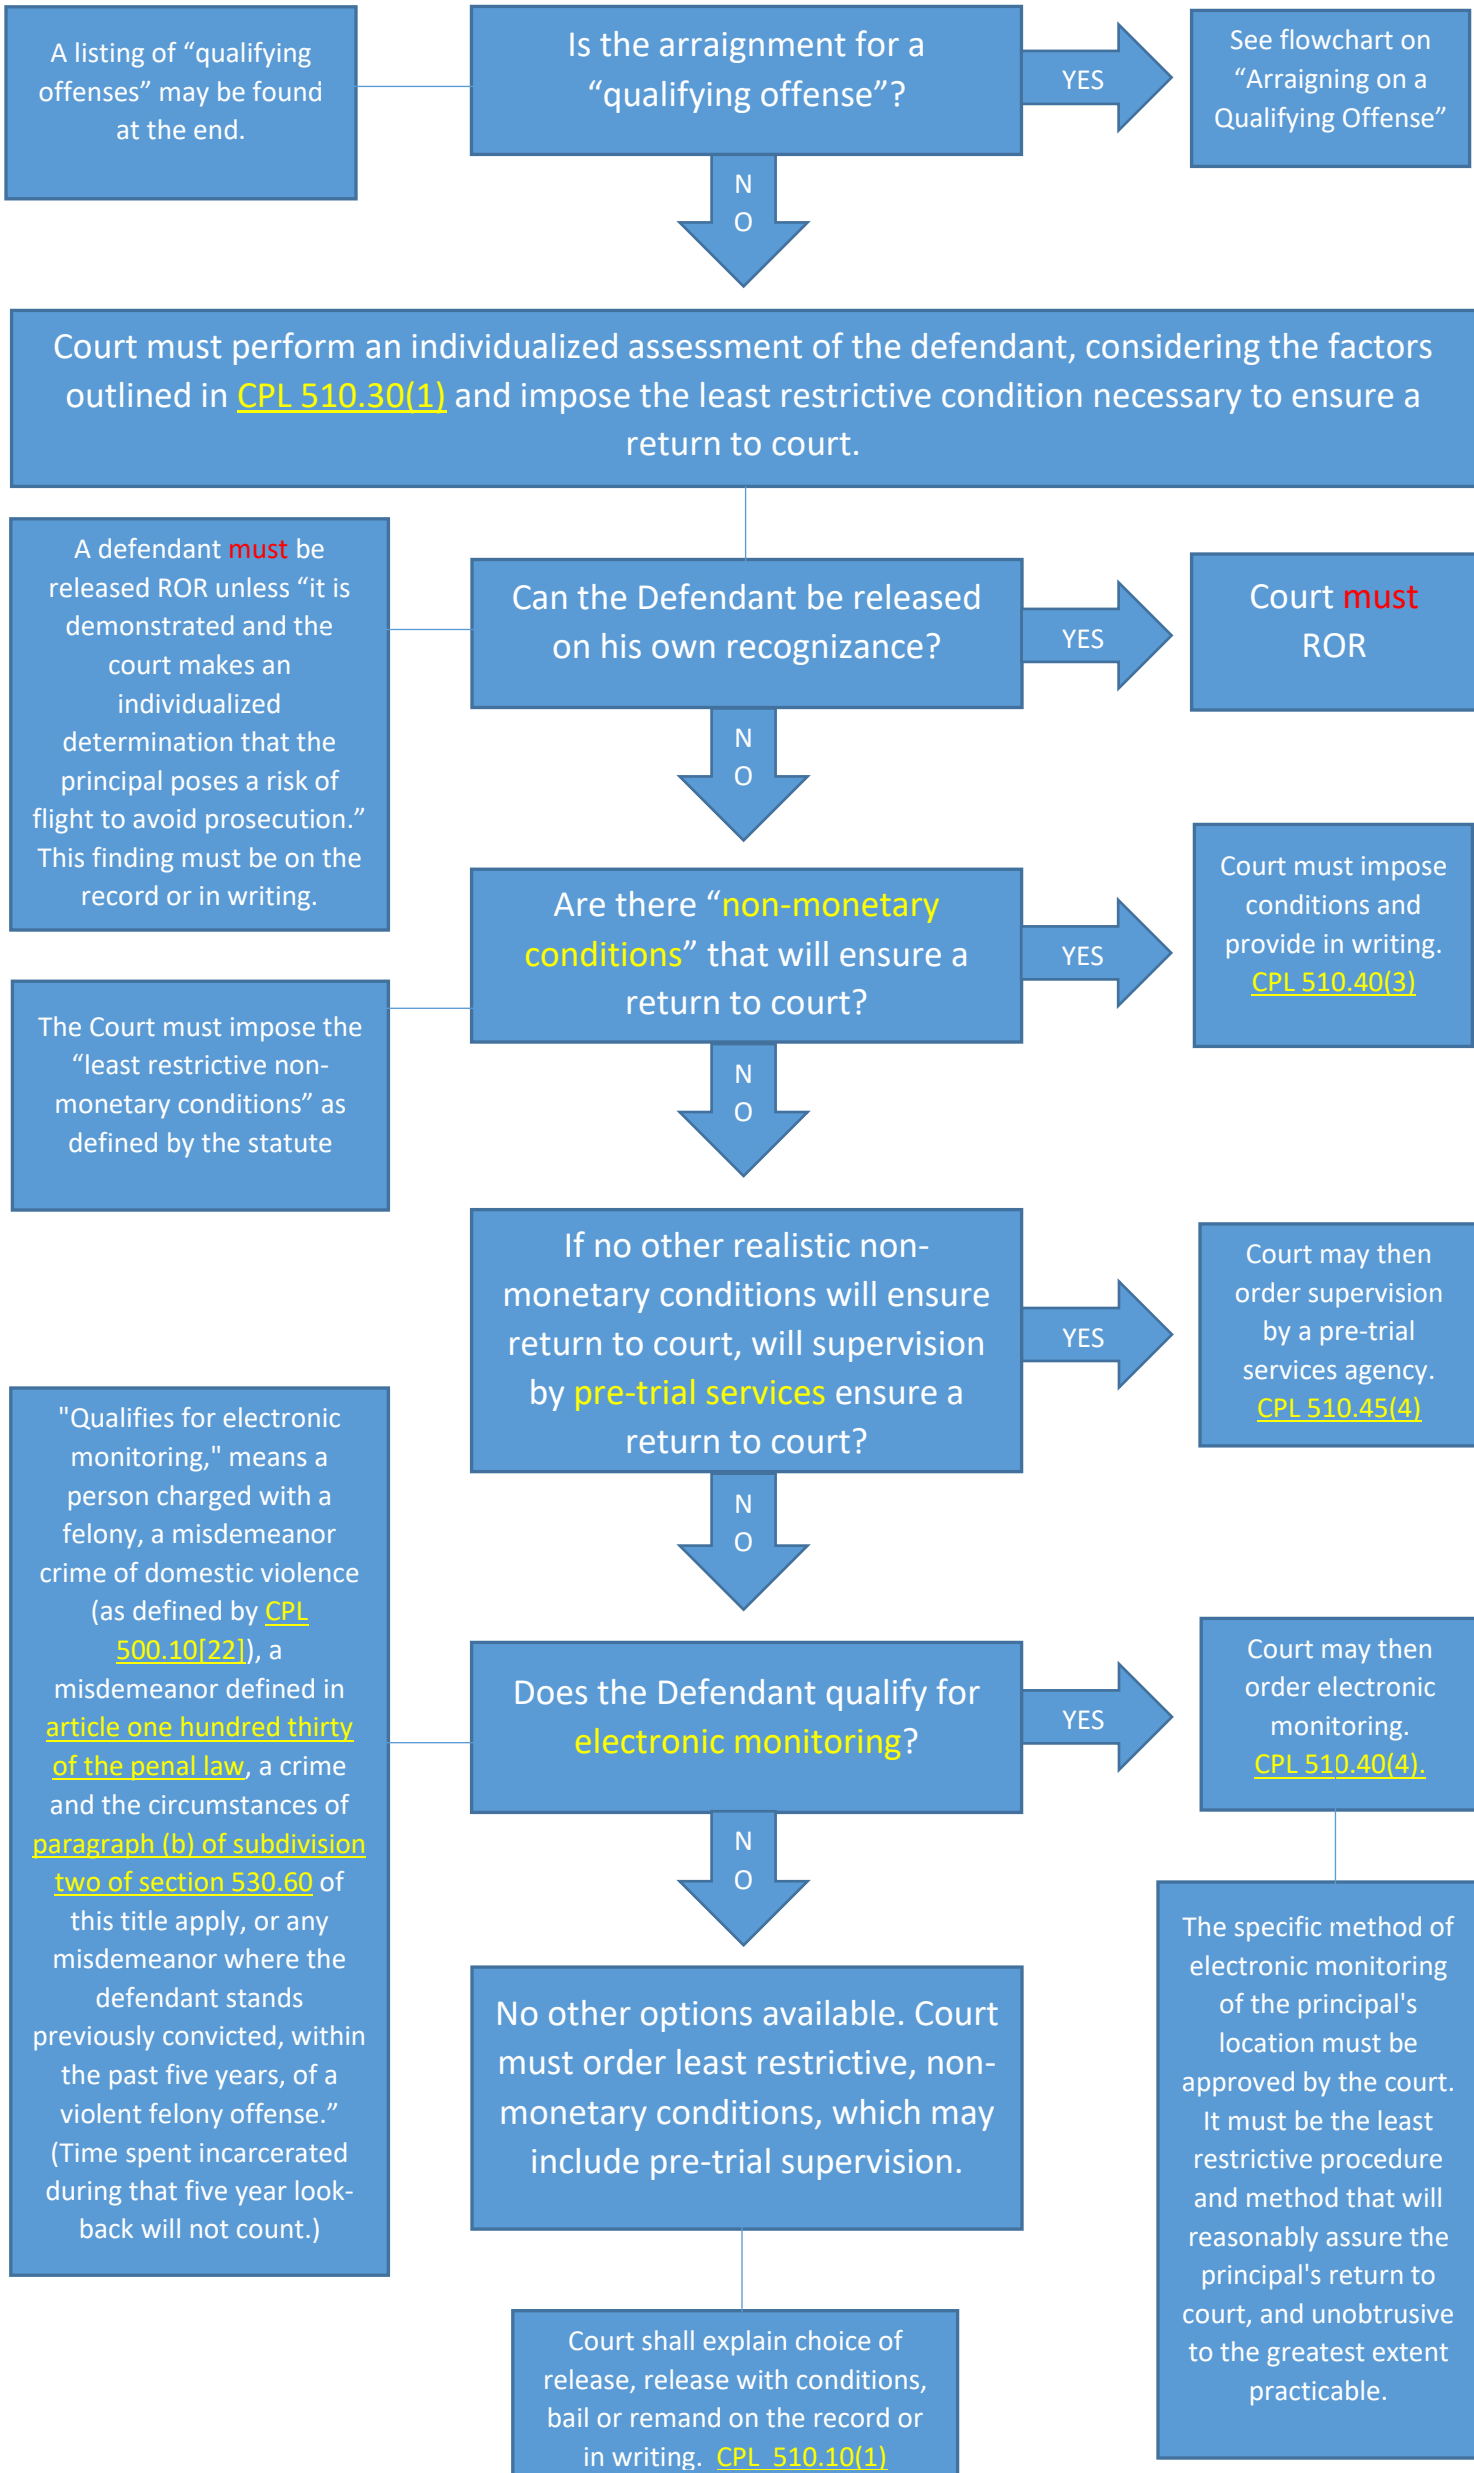 A listing of “qualifying
offenses” may be found
at the end.
Is the arraignment for a
“qualifying offense”?
YES
See flowchart on
“Arraigning on a
Qualifying Offense”
N
O
Court must perform an individualized assessment of the defendant, considering the factors
outlined in CPL 510.30(1) and impose the least restrictive condition necessary to ensure a
return to court.
A defendant must be
released ROR unless “it is
demonstrated and the
court makes an
individualized
determination that the
principal poses a risk of
flight to avoid prosecution.”
This finding must be on the
record or in writing.
Can the Defendant be released
on his own recognizance?
YES
Court must
ROR
N
O
Are there “non-monetary
conditions” that will ensure a
return to court?
YES
Court must impose
conditions and
provide in writing.
CPL 510.40(3)
The Court must impose the
“least restrictive non-
monetary conditions” as
defined by the statute
N
O
If no other realistic non-
monetary conditions will ensure
return to court, will supervision
by pre-trial services ensure a
return to court?
YES
Court may then
order supervision
by a pre-trial
services agency.
CPL 510.45(4)
N
O
"Qualifies for electronic
monitoring," means a
person charged with a
felony, a misdemeanor
crime of domestic violence
(as defined by CPL
500.10[22]), a
misdemeanor defined in
article one hundred thirty
of the penal law, a crime
and the circumstances of
paragraph (b) of subdivision
two of section 530.60 of
this title apply, or any
misdemeanor where the
defendant stands
previously convicted, within
the past five years, of a
violent felony offense.”
(Time spent incarcerated
during that five year look-
back will not count.)
Does the Defendant qualify for
electronic monitoring?
YES
Court may then
order electronic
monitoring.
CPL 510.40(4).
N
O
The specific method of
electronic monitoring
of the principal's
location must be
approved by the court.
It must be the least
restrictive procedure
and method that will
reasonably assure the
principal's return to
court, and unobtrusive
to the greatest extent
practicable.
No other options available. Court
must order least restrictive, non-
monetary conditions, which may
include pre-trial supervision.
Court shall explain choice of
release, release with conditions,
bail or remand on the record or
in writing. CPL 510.10(1)